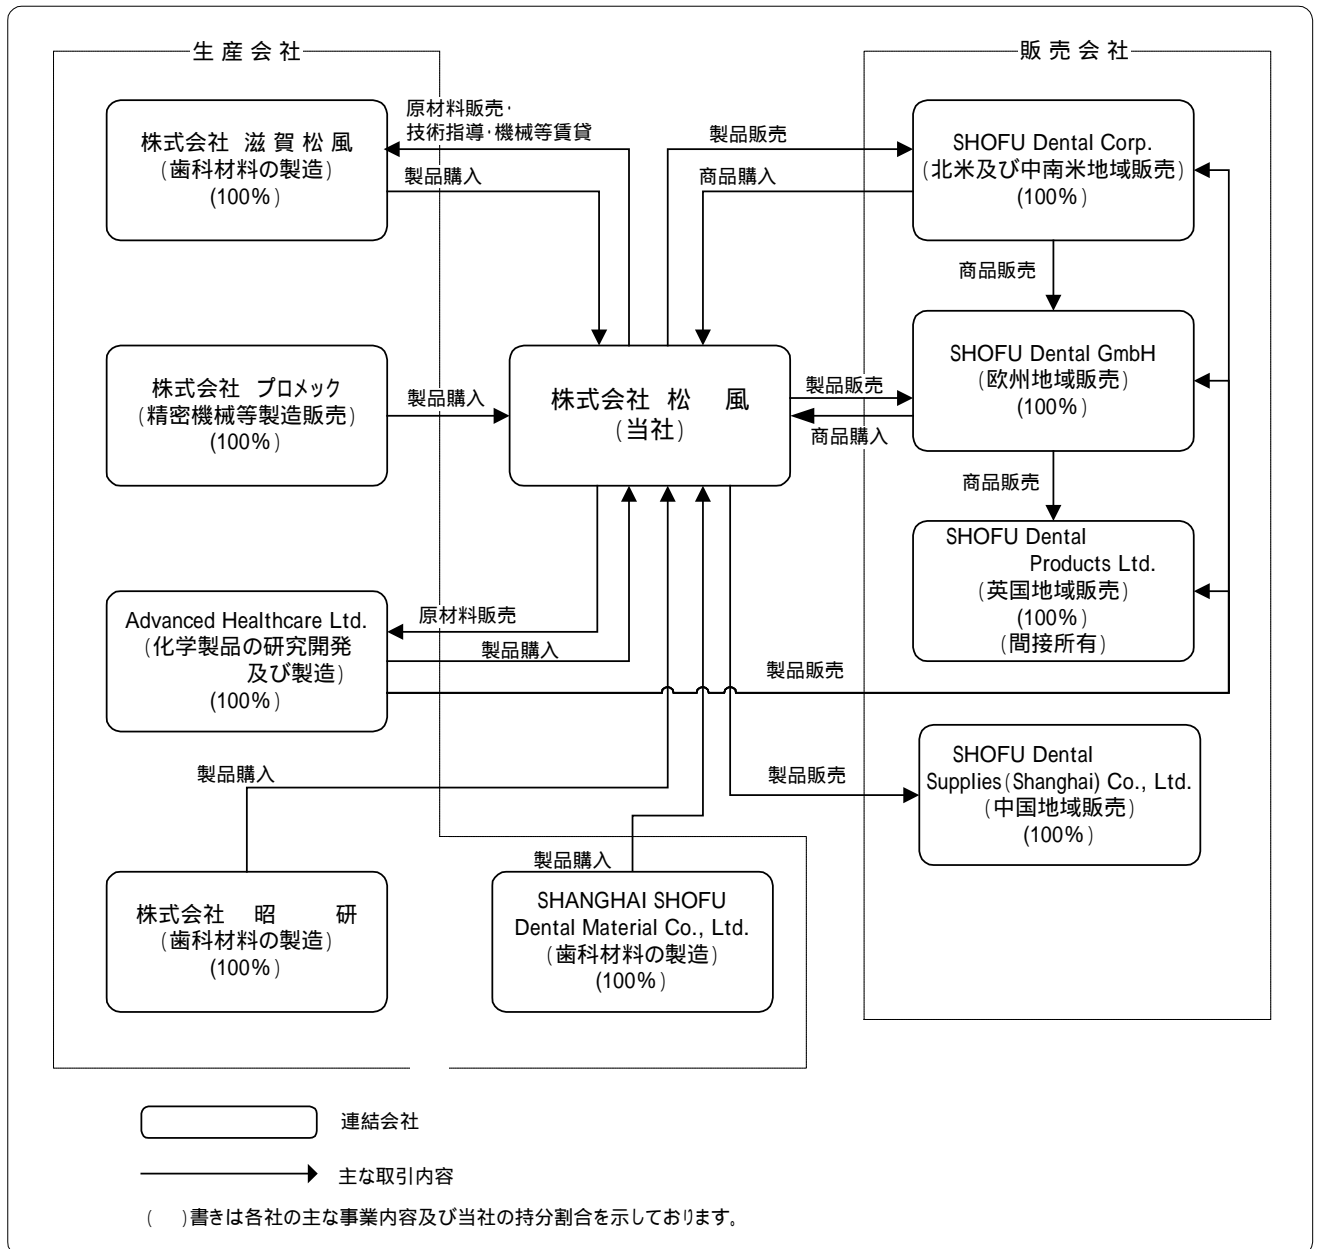 生産会社
販売会社
株式会社 滋賀松風
(歯科材料の製造)
(100%)
原材料販売・
技術指導・機械等賃貸
製品購入
製品販売
商品購入
SHOFU Dental Corp.
(北米及び中南米地域販売)
(100%)
商品販売
株式会社 プロメック
(精密機械等製造販売)
(100%)
製品購入
株式会社 松 風
(当社)
製品販売
商品購入
SHOFU Dental GmbH
(欧州地域販売)
(100%)
商品販売
SHOFU Dental
Products Ltd.
(英国地域販売)
(100%)
(間接所有)
Advanced Healthcare Ltd.
(化学製品の研究開発
及び製造)
(100%)
原材料販売
製品購入
製品販売
製品購入
製品販売
SHOFU Dental
Supplies(Shanghai) Co., Ltd.
(中国地域販売)
(100%)
株式会社 昭 研
(歯科材料の製造)
(100%)
製品購入
SHANGHAI SHOFU
Dental Material Co., Ltd.
(歯科材料の製造)
(100%)
連結会社
主な取引内容
( )書きは各社の主な事業内容及び当社の持分割合を示しております。